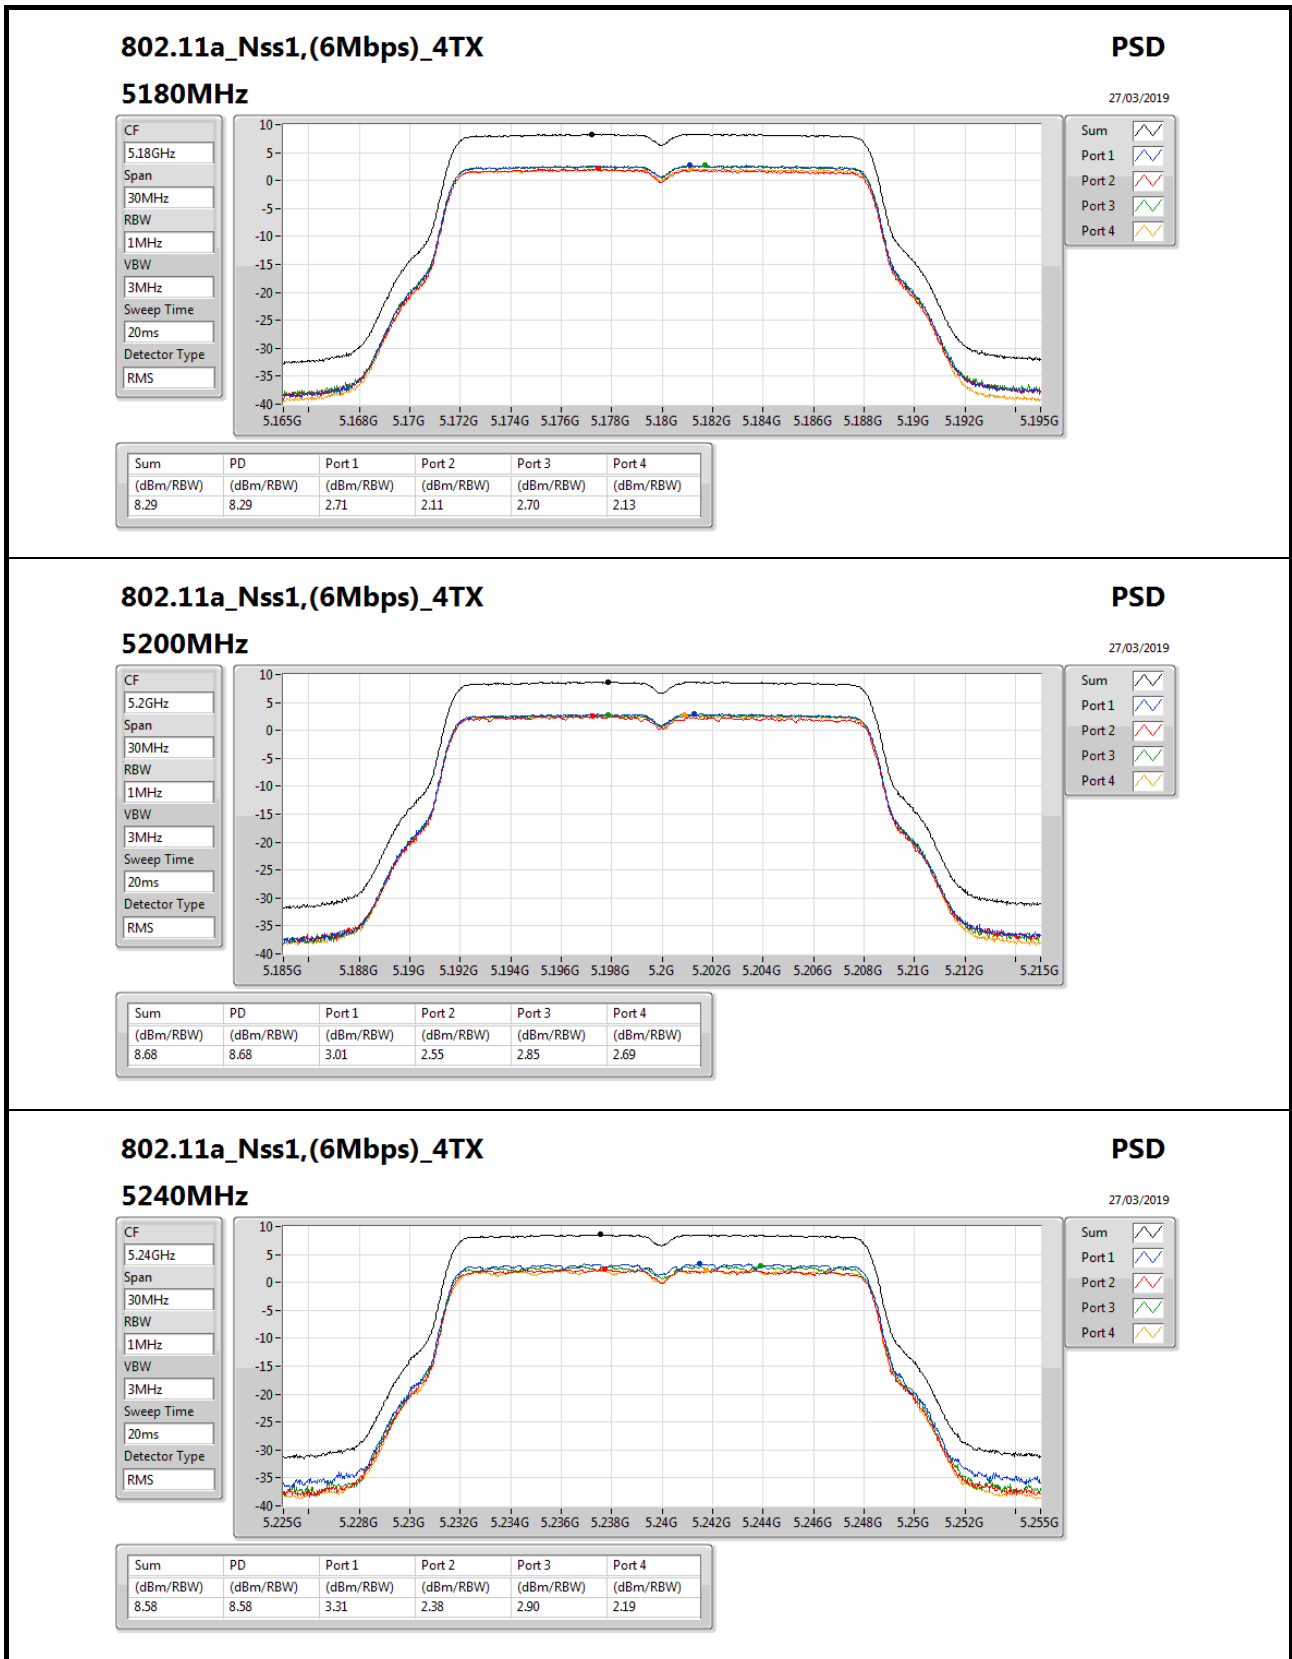 802.11a_Nss1,(6Mbps)_4TX PSD
5180MHz 27/03/2019
CF
5.18GHz
Span
30MHz
RBW
1MHz
VBW
3MHz
Sweep Time
20ms
Detector Type
RMS
10
5
0
-5
-10
-15
-20
-25
-30
-35
-40
5.165G 5.168G 5.17G 5.172G 5.174G 5.176G 5.178G 5.18G 5.182G 5.184G 5.186G 5.188G 5.19G 5.192G 5.195G
Sum
Port 1
Port 2
Port 3
Port 4
Sum PD Port 1 Port 2 Port 3 Port 4
(dBm/RBW) (dBm/RBW) (dBm/RBW) (dBm/RBW) (dBm/RBW) (dBm/RBW)
8.29 8.29 2.71 2.11 2.70 2.13
802.11a_Nss1,(6Mbps)_4TX PSD
5200MHz 27/03/2019
CF
5.2GHz
Span
30MHz
RBW
1MHz
VBW
3MHz
Sweep Time
20ms
Detector Type
RMS
10
5
0
-5
-10
-15
-20
-25
-30
-35
-40
5.185G 5.188G 5.19G 5.192G 5.194G 5.196G 5.198G 5.2G 5.202G 5.204G 5.206G 5.208G 5.21G 5.212G 5.215G
Sum
Port 1
Port 2
Port 3
Port 4
Sum PD Port 1 Port 2 Port 3 Port 4
(dBm/RBW) (dBm/RBW) (dBm/RBW) (dBm/RBW) (dBm/RBW) (dBm/RBW)
8.68 8.68 3.01 2.55 2.85 2.69
802.11a_Nss1,(6Mbps)_4TX PSD
5240MHz 27/03/2019
CF
5.24GHz
Span
30MHz
RBW
1MHz
VBW
3MHz
Sweep Time
20ms
Detector Type
RMS
10
5
0
-5
-10
-15
-20
-25
-30
-35
-40
5.225G 5.228G 5.23G 5.232G 5.234G 5.236G 5.238G 5.24G 5.242G 5.244G 5.246G 5.248G 5.25G 5.252G 5.255G
Sum
Port 1
Port 2
Port 3
Port 4
Sum PD Port 1 Port 2 Port 3 Port 4
(dBm/RBW) (dBm/RBW) (dBm/RBW) (dBm/RBW) (dBm/RBW) (dBm/RBW)
8.58 8.58 3.31 2.38 2.90 2.19